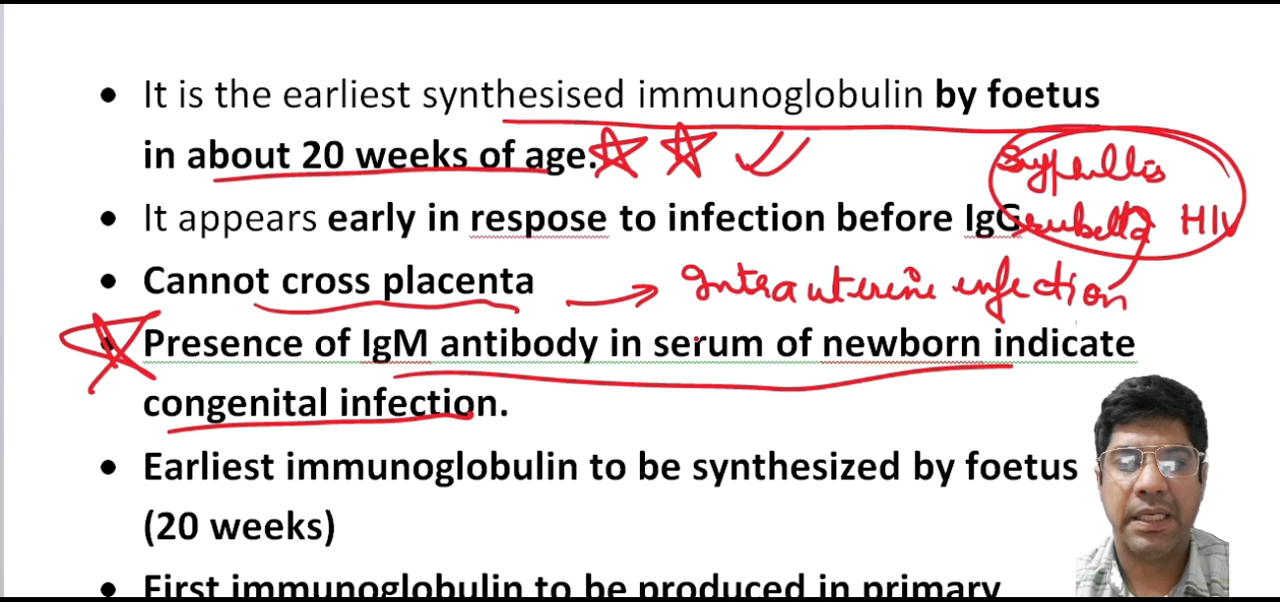 • It is the earliest synthesised immunoglobulin by foetus
in about 20 weeks of age.
Syphillis
• It appears early in respose to infection before IgG
rubella HIV
• Cannot cross placenta → Intrauterine infection
• Presence of IgM antibody in serum of newborn indicate
congenital infection.
• Earliest immunoglobulin to be synthesized by foetus
(20 weeks)
• First immunoglobulin to be produced in primary